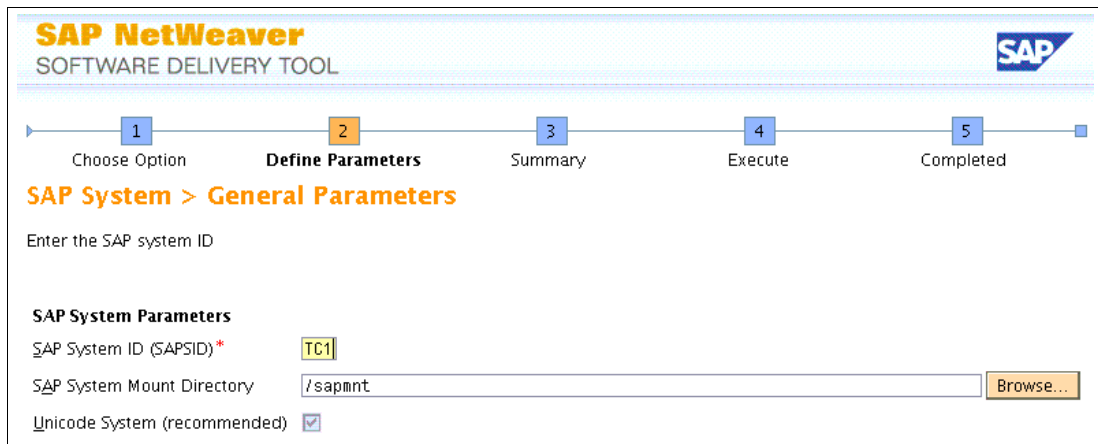 SAP NetWeaver
SOFTWARE DELIVERY TOOL
SAP
1 2 3 4 5
Choose Option Define Parameters Summary Execute Completed
SAP System > General Parameters
Enter the SAP system ID
SAP System Parameters
SAP System ID (SAPSID)* TC1
SAP System Mount Directory /sapmnt Browse...
Unicode System (recommended)